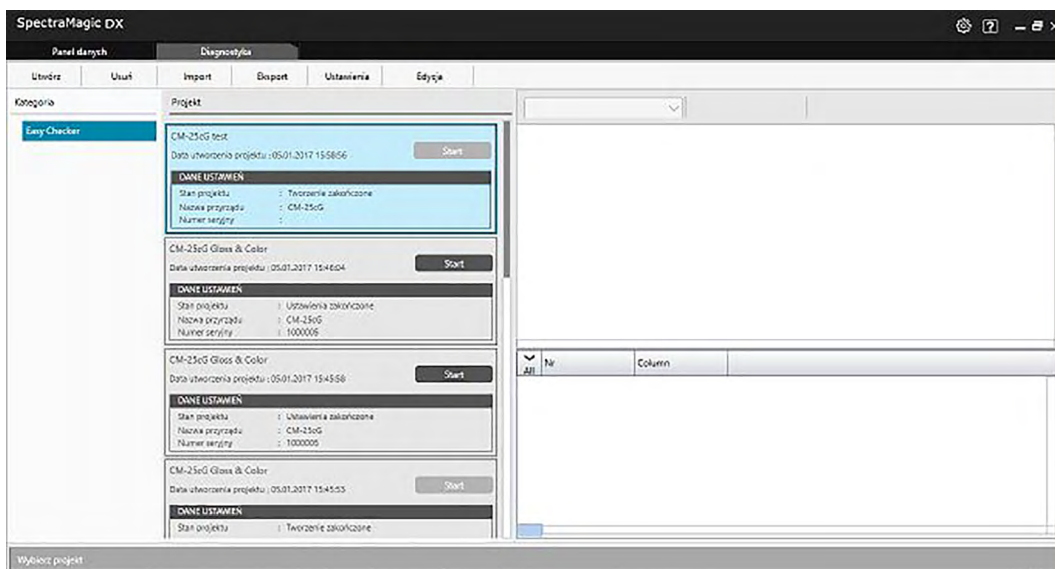 SpectraMagic DX
Panel danych Diagnostyka
Utwórz Usuń Import Eksport Ustawienia Edycja
Kategoria
Easy Checker
Projekt
CM-25cG test
Data utworzenia projektu : 05.01.2017 15:58:56
Start
DANE USTAWIEŃ
Stan projektu : Tworzenie zakończone
Nazwa przyrządu : CM-25cG
Numer seryjny :
CM-25cG Gloss & Color
Data utworzenia projektu : 05.01.2017 15:46:04
Start
DANE USTAWIEŃ
Stan projektu : Ustawienia zakończone
Nazwa przyrządu : CM-25cG
Numer seryjny : 1000005
CM-25cG Gloss & Color
Data utworzenia projektu : 05.01.2017 15:45:58
Start
DANE USTAWIEŃ
Stan projektu : Ustawienia zakończone
Nazwa przyrządu : CM-25cG
Numer seryjny : 1000005
CM-25cG Gloss & Color
Data utworzenia projektu : 05.01.2017 15:45:53
Start
DANE USTAWIEŃ
Stan projektu : Tworzenie zakończone
All Nr Column
Wybierz projekt